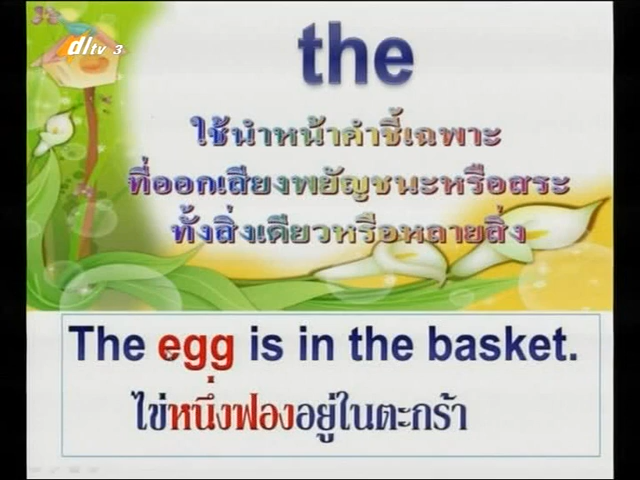 dltv 3
the
ใช้นำหน้าคำชี้เฉพาะ
ที่ออกเสียงพยัญชนะหรือสระ
ทั้งสิ่งเดียวหรือหลายสิ่ง
The egg is in the basket.
ไข่หนึ่งฟองอยู่ในตะกร้า